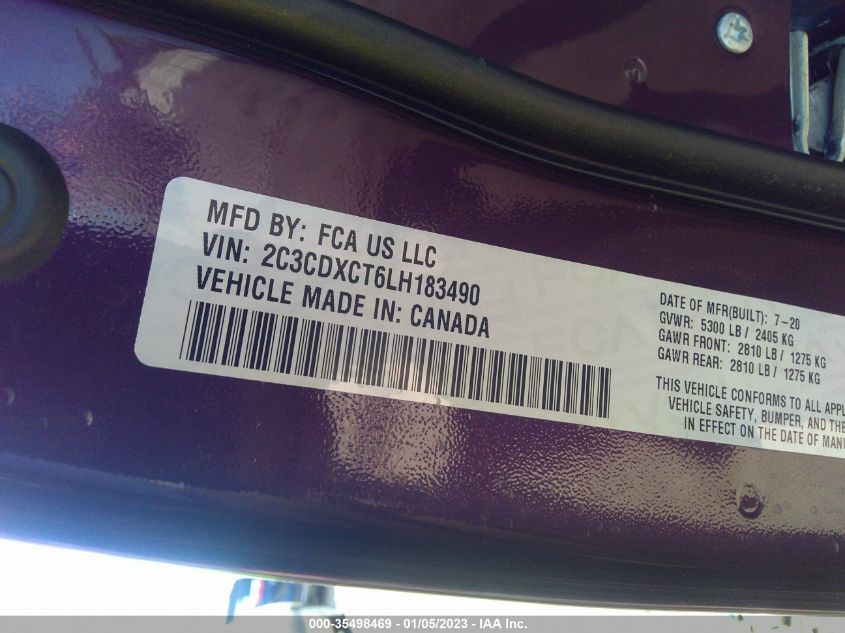 MFD BY: FCA US LLC
VIN: 2C3CDXCT6LH183490
VEHICLE MADE IN: CANADA
DATE OF MFR(BUILT): 7-20
GVWR: 5300 LB / 2405 KG
GAWR FRONT: 2810 LB / 1275 KG
GAWR REAR: 2810 LB / 1275 KG
THIS VEHICLE CONFORMS TO ALL APPL
VEHICLE SAFETY, BUMPER, AND THE
IN EFFECT ON THE DATE OF MANU
000-35498469 - 01/05/2023 - IAA Inc.